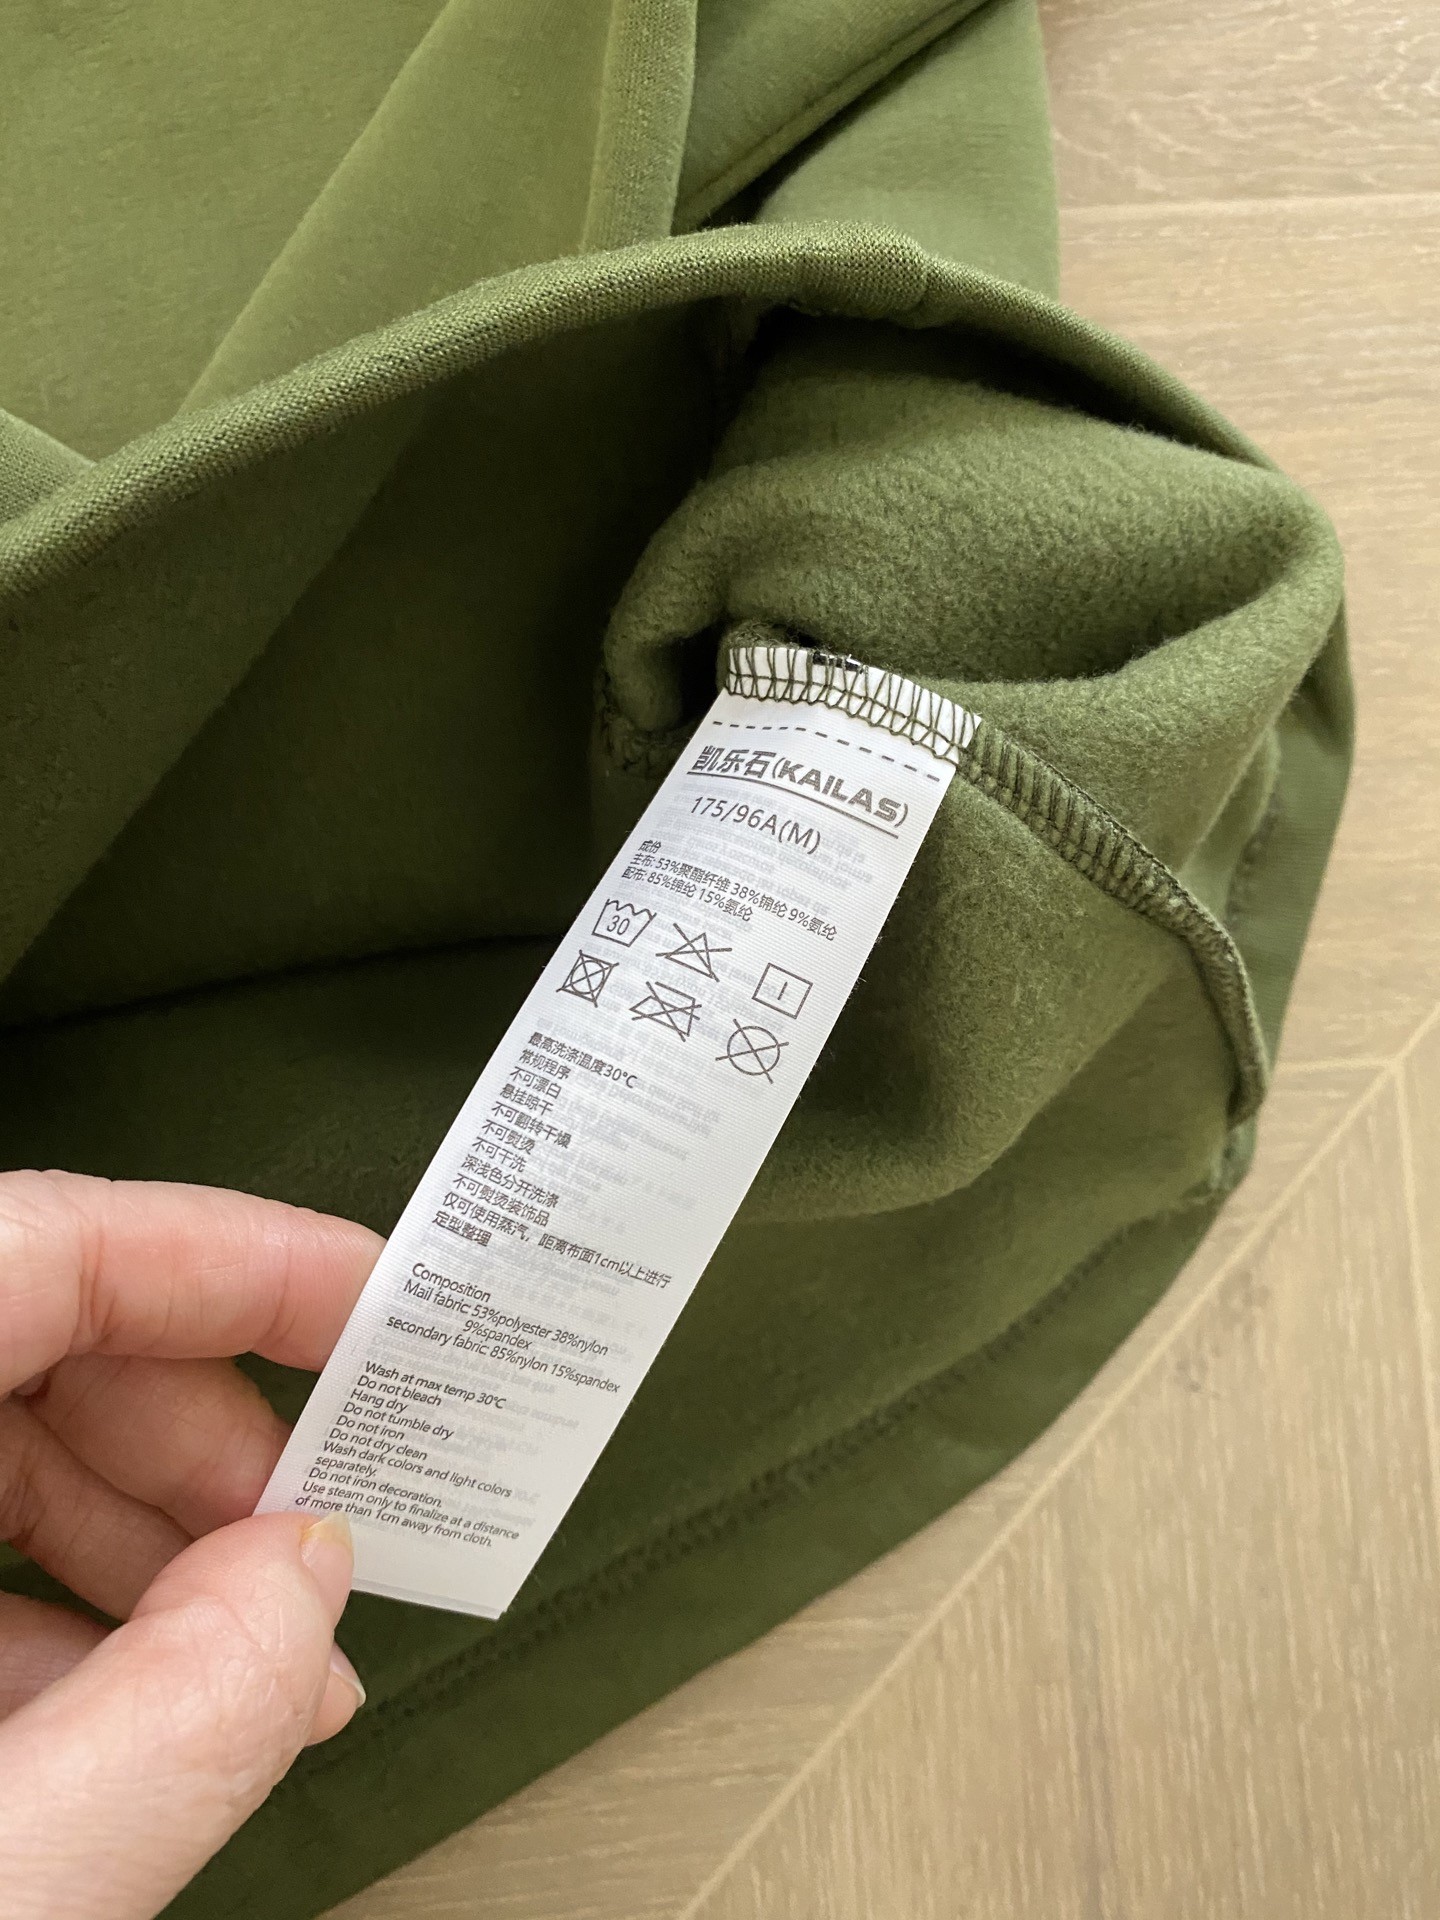 凯乐石(KAILAS)
175/96A(M)
成份
主布: 53%聚酯纤维 38%锦纶 9%氨纶
配布: 85%锦纶 15%氨纶
30
最高洗涤温度30℃
常规程序
不可漂白
悬挂晾干
不可翻转干燥
不可熨烫
不可干洗
深浅色分开洗涤
不可熨烫装饰品
仅可使用蒸汽，距离布面1cm以上进行
定型整理
Composition
Mail fabric: 53%polyester 38%nylon
9%spandex
secondary fabric: 85%nylon 15%spandex
Wash at max temp 30℃
Do not bleach
Hang dry
Do not tumble dry
Do not iron
Do not dry clean
Wash dark colors and light colors
separately.
Do not iron decoration.
Use steam only to finalize at a distance
of more than 1cm away from cloth.